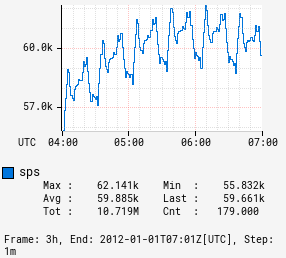 60.0k
57.0k
UTC 04:00 05:00 06:00 07:00
sps
Max : 62.141k Min : 55.832k
Avg : 59.885k Last : 59.661k
Tot : 10.719M Cnt : 179.000
Frame: 3h, End: 2012-01-01T07:01Z[UTC], Step:
1m